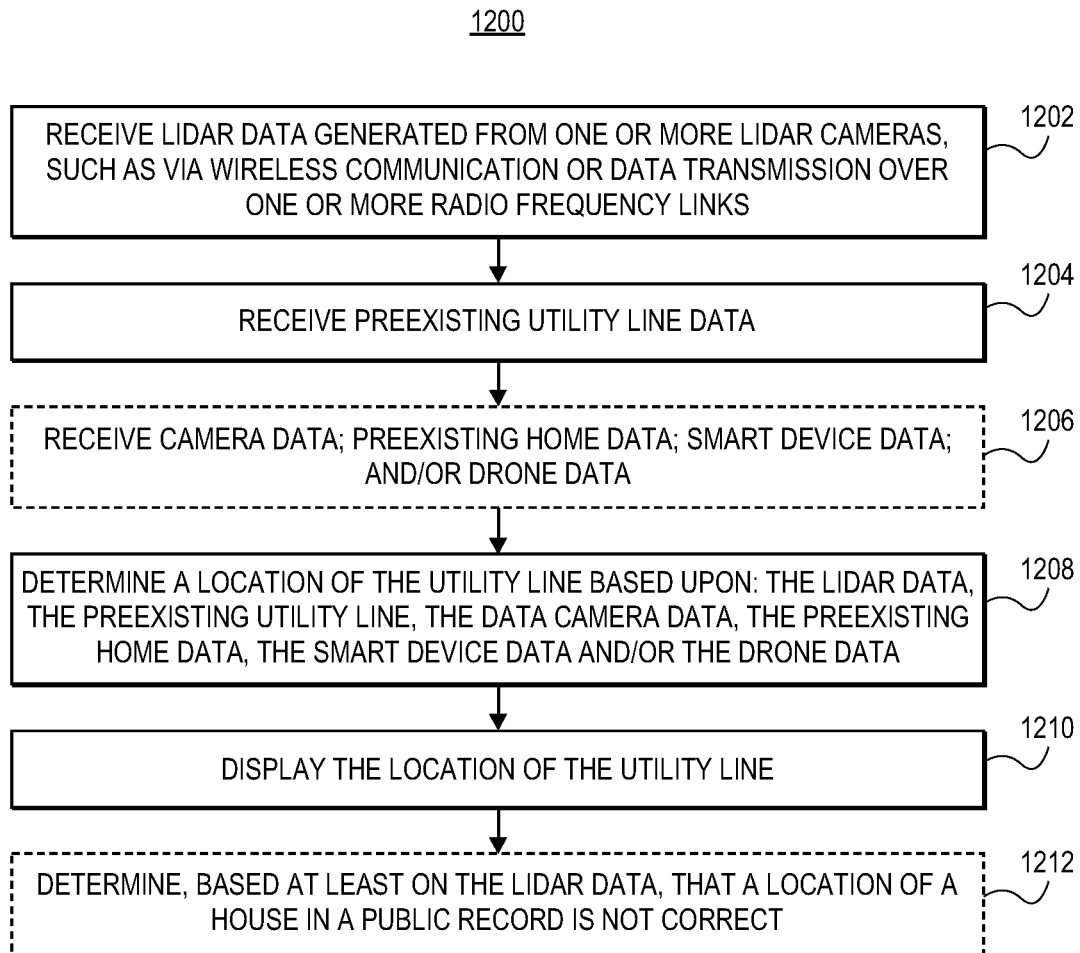 1200
RECEIVE LIDAR DATA GENERATED FROM ONE OR MORE LIDAR CAMERAS,
SUCH AS VIA WIRELESS COMMUNICATION OR DATA TRANSMISSION OVER
ONE OR MORE RADIO FREQUENCY LINKS
1202
RECEIVE PREEXISTING UTILITY LINE DATA
1204
RECEIVE CAMERA DATA; PREEXISTING HOME DATA; SMART DEVICE DATA;
AND/OR DRONE DATA
1206
DETERMINE A LOCATION OF THE UTILITY LINE BASED UPON: THE LIDAR DATA,
THE PREEXISTING UTILITY LINE, THE DATA CAMERA DATA, THE PREEXISTING
HOME DATA, THE SMART DEVICE DATA AND/OR THE DRONE DATA
1208
DISPLAY THE LOCATION OF THE UTILITY LINE
1210
DETERMINE, BASED AT LEAST ON THE LIDAR DATA, THAT A LOCATION OF A
HOUSE IN A PUBLIC RECORD IS NOT CORRECT
1212